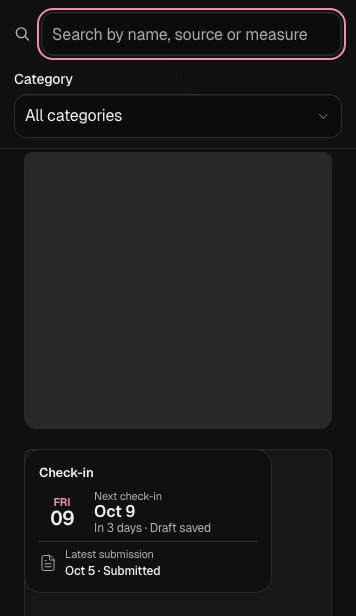 Search by name, source or measure
Category
All categories
Check-in
FRI
09
Next check-in
Oct 9
In 3 days · Draft saved
Latest submission
Oct 5 · Submitted